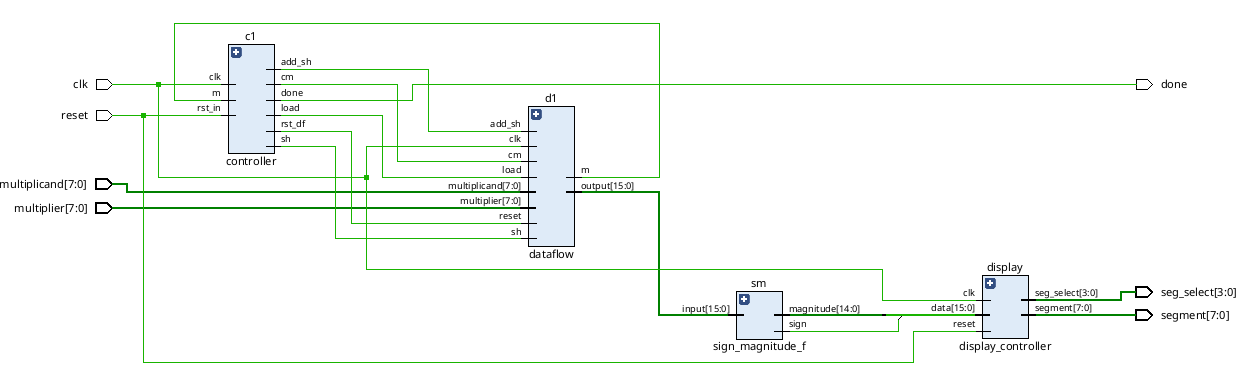 clk
reset
multiplicand[7:0]
multiplier[7:0]
c1
clk
m
rst_in
add_sh
cm
done
load
rst_df
sh
controller
d1
add_sh
clk
cm
load
multiplicand[7:0]
multiplier[7:0]
reset
sh
m
output[15:0]
dataflow
sm
input[15:0]
magnitude[14:0]
sign
sign_magnitude_f
display
clk
data[15:0]
reset
seg_select[3:0]
segment[7:0]
display_controller
done
seg_select[3:0]
segment[7:0]